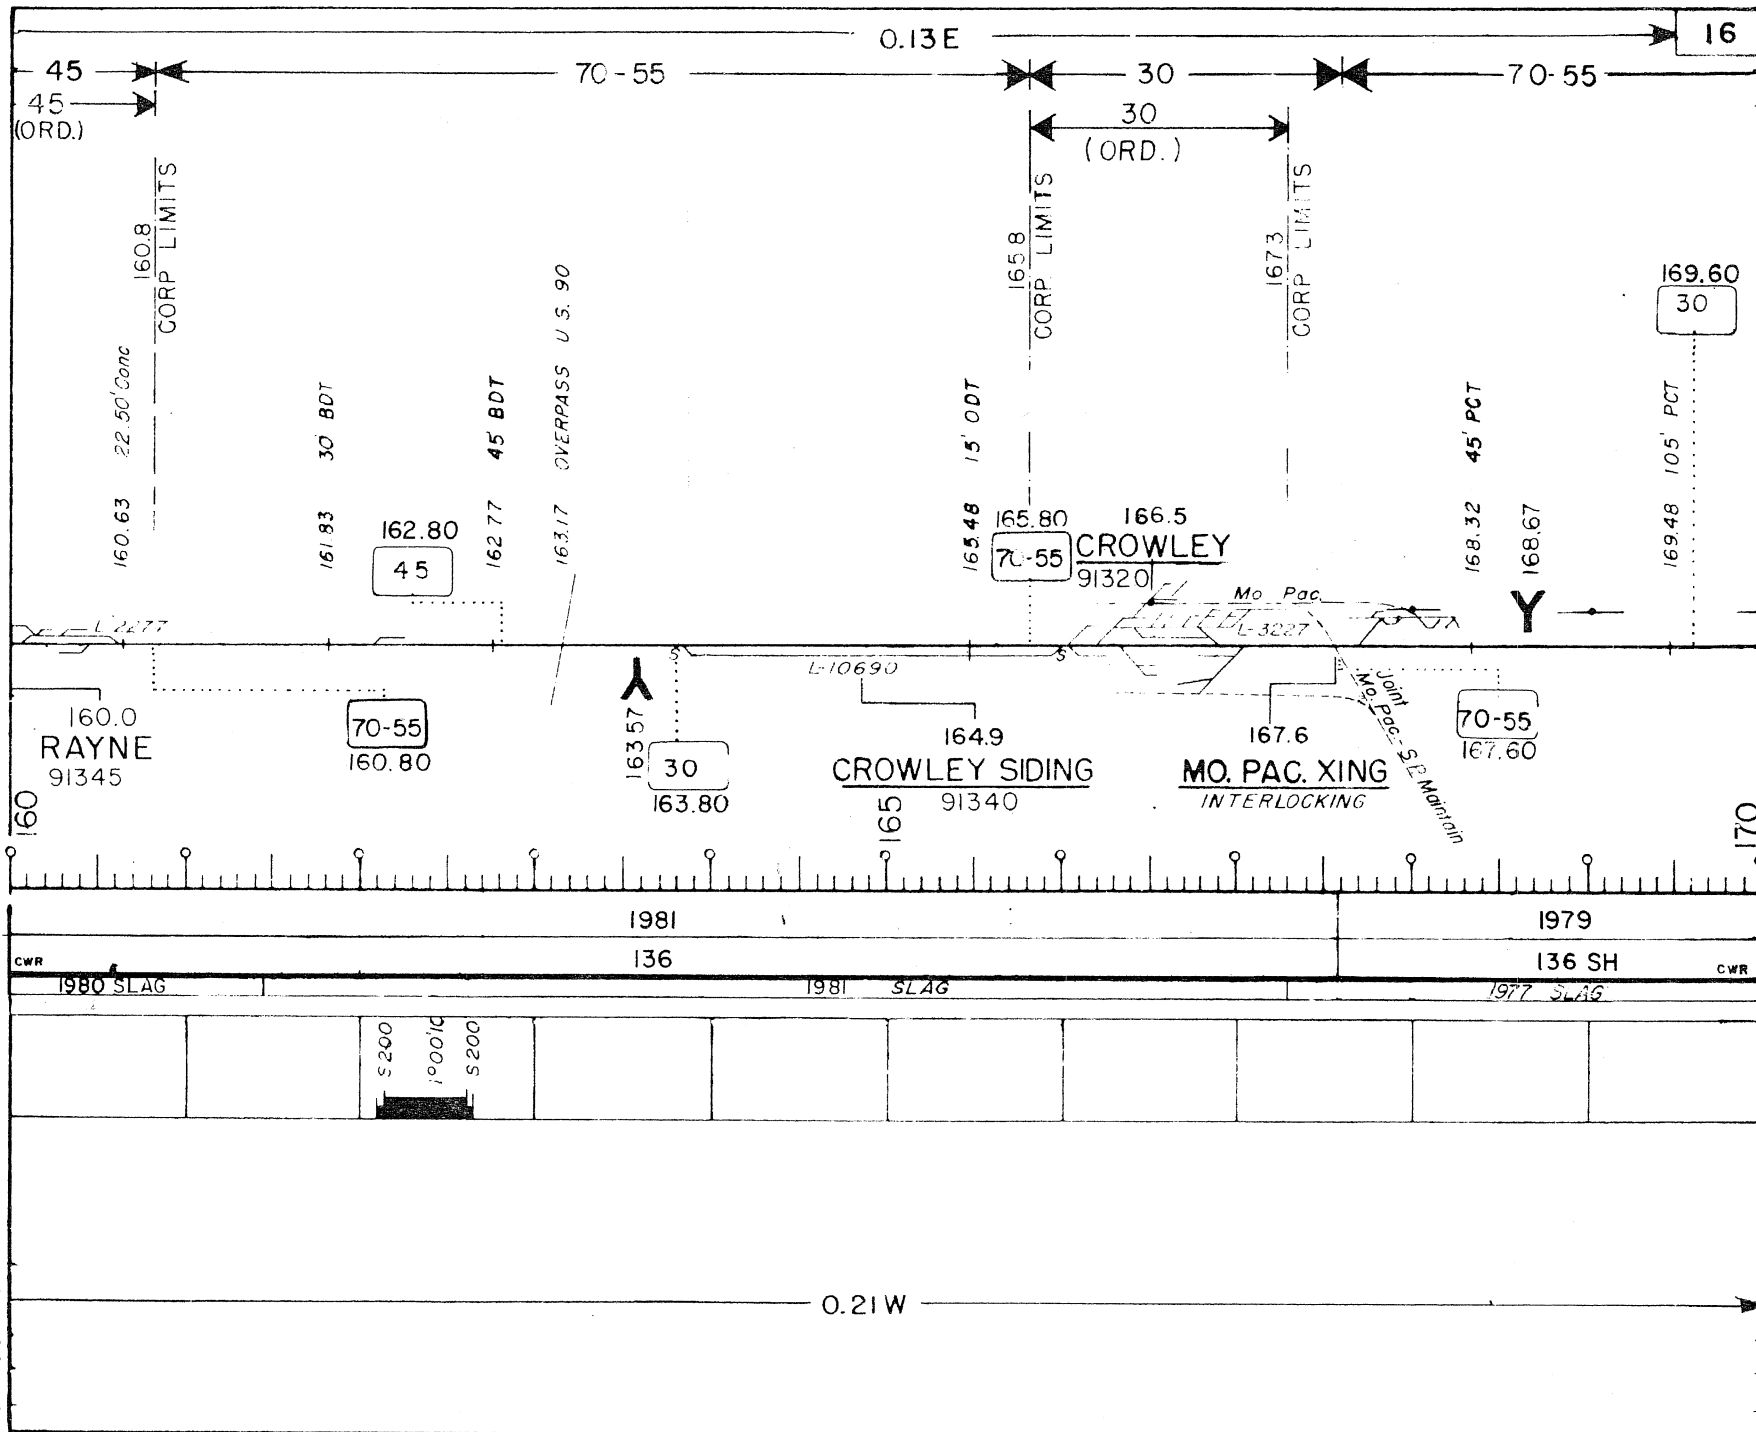 0.13E
16
45
70-55
30
70-55
45
(ORD.)
30
(ORD.)
160.8
CORP LIMITS
165 8
CORP LIMITS
167 3
CORP LIMITS
169.60
30
160.63 22.50' Conc
161.83 30' BDT
162 77 45' BDT
163.17 OVERPASS U S. 90
165.48 15' ODT
168.32 45' PCT
168.67
169.48 105' PCT
162.80
45
165.80
70-55
166.5
CROWLEY
91320
Mo Pac.
L-2277
L-3227
L-10690
160.0
RAYNE
91345
70-55
160.80
163 57
30
163.80
164.9
CROWLEY SIDING
91340
167.6
MO. PAC. XING
INTERLOCKING
Joint
Mo. Pac.- S.P. Maintain
70-55
167.60
160
165
170
1981
1979
CWR
136
136 SH
CWR
1980 SLAG
1981 SLAG
1977 SLAG
S 200
1°00'10
S 200
0.21W